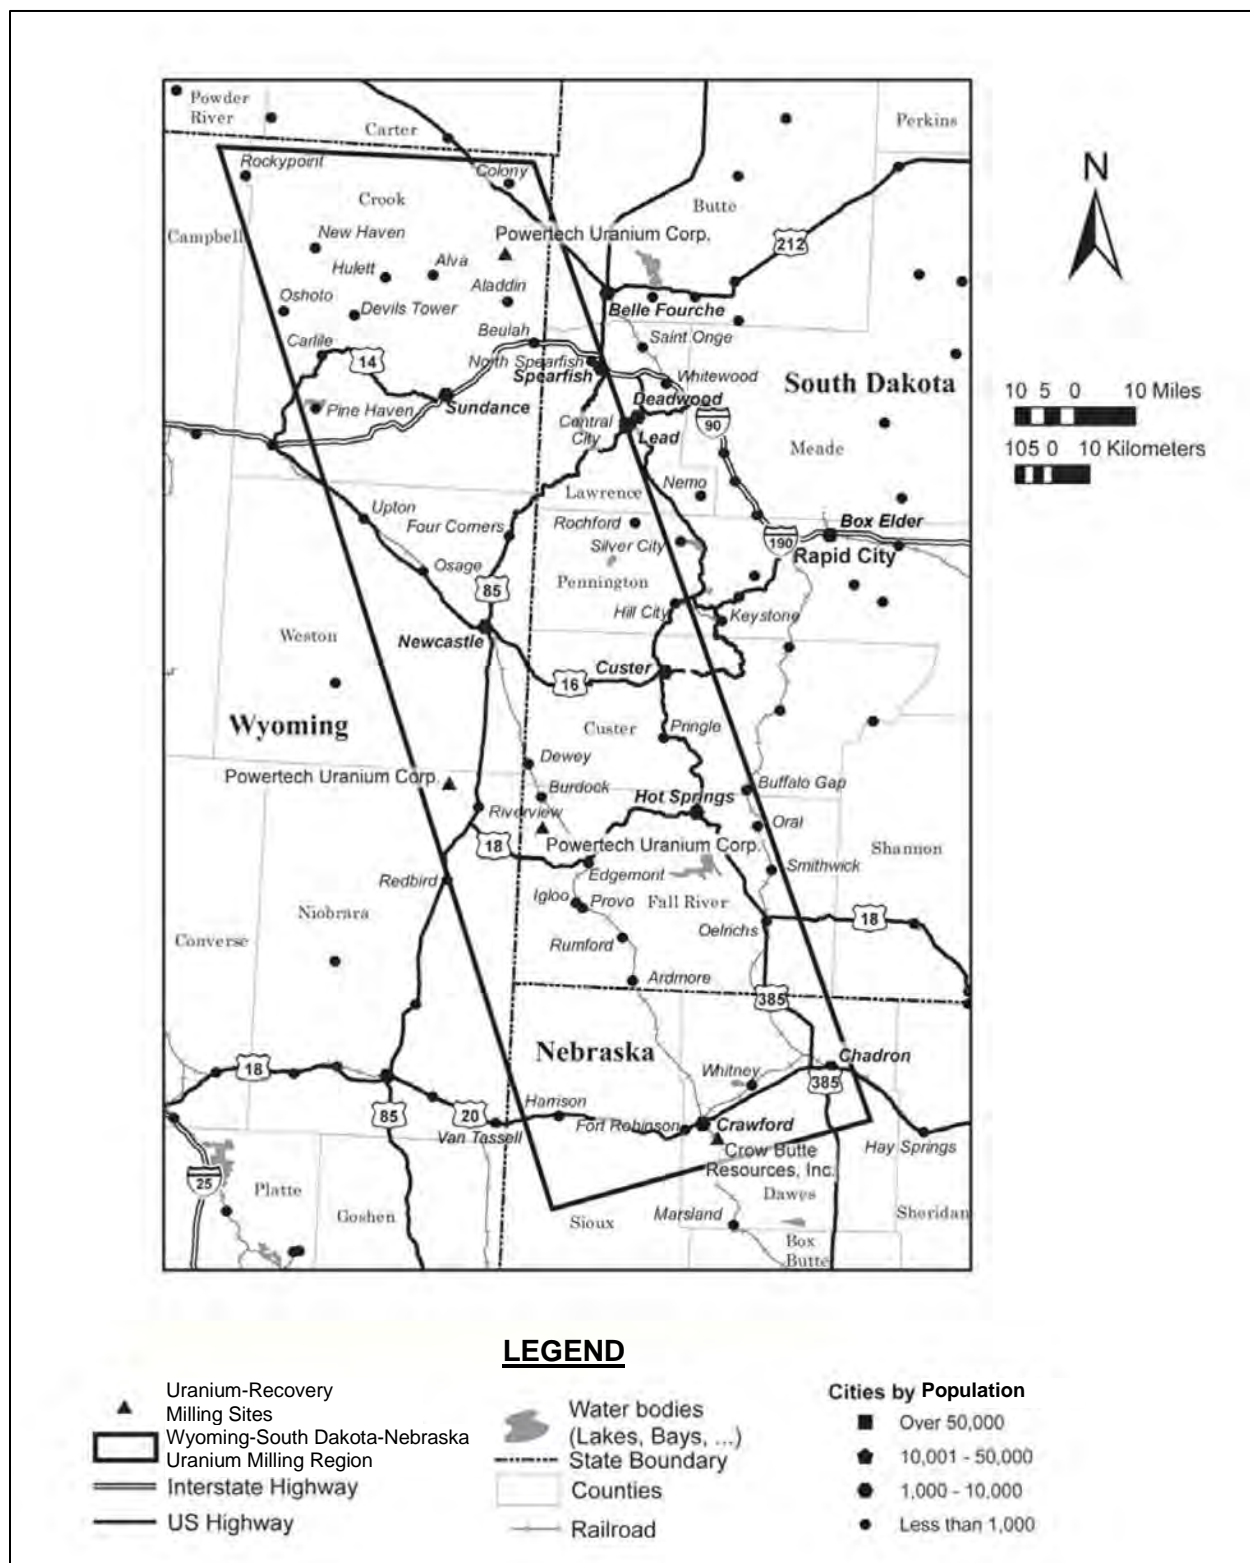 Powder
River
Carter
Perkins
Rockypoint
Colony
Crook
Butte
N
Campbell
New Haven
Powertech Uranium Corp.
212
Hulett
Alva
Oshoto
Devils Tower
Aladdin
Belle Fourche
Carlile
Beulah
Saint Onge
14
North Spearfish
Spearfish
Whitewood
South Dakota
10 5 0 10 Miles
Pine Haven
Sundance
Deadwood
Central
City
Lead
90
Meade
105 0 10 Kilometers
Nemo
Lawrence
Upton
Four Corners
Rochford
Box Elder
Silver City
190
Rapid City
Osage
85
Pennington
Hill City
Keystone
Weston
Newcastle
Custer
16
Wyoming
Custer
Pringle
Dewey
Powertech Uranium Corp.
Burdock
Buffalo Gap
Hot Springs
Riverview
Oral
18
Powertech Uranium Corp.
Shannon
Edgemont
Smithwick
Redbird
Igloo
Provo
Fall River
Niobrara
18
Oelrichs
Converse
Rumford
Ardmore
385
Nebraska
Chadron
18
Whitney
385
Harrison
85
20
Fort Robinson
Crawford
Van Tassell
Hay Springs
Crow Butte
Resources, Inc.
25
Platte
Dawes
Goshen
Sioux
Marsland
Sheridan
Box
Butte
LEGEND
Uranium-Recovery
Milling Sites
Wyoming-South Dakota-Nebraska
Uranium Milling Region
Interstate Highway
US Highway
Water bodies
(Lakes, Bays, ...)
State Boundary
Counties
Railroad
Cities by Population
Over 50,000
10,001 - 50,000
1,000 - 10,000
Less than 1,000